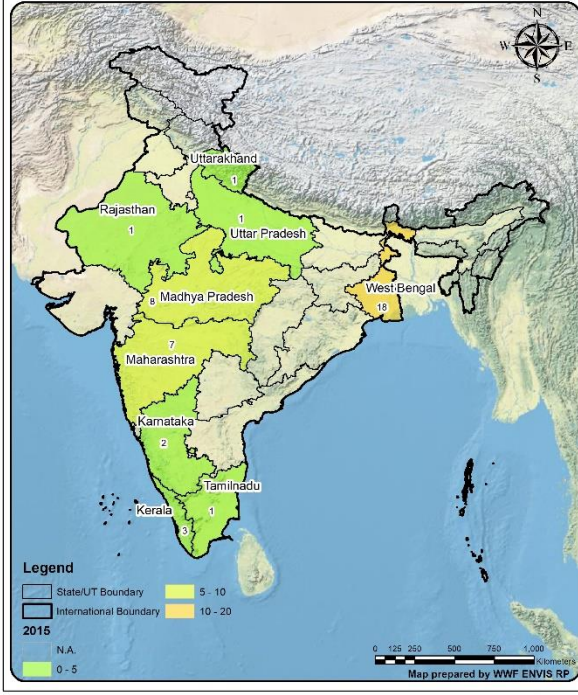 N
W E
S
Uttarakhand
1
Rajasthan
1
1
Uttar Pradesh
8
Madhya Pradesh
West Bengal
18
7
Maharashtra
Karnataka
2
Tamilnadu
1
Kerala
3
Legend
State/UT Boundary
International Boundary
5 - 10
10 - 20
2015
N.A.
0 - 5
0 125 250 500 750 1,000
Kilometers
Map prepared by WWF ENVIS RP